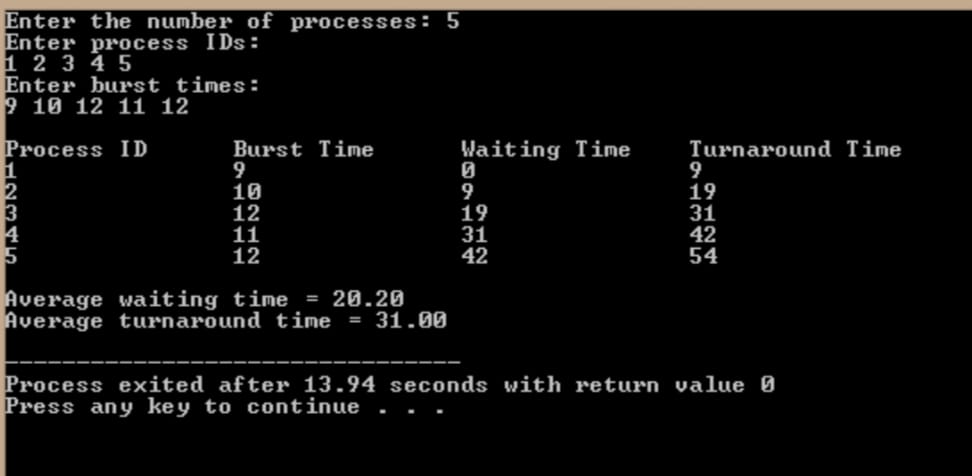 Enter the number of processes: 5
Enter process IDs:
1 2 3 4 5
Enter burst times:
9 10 12 11 12
Process ID Burst Time Waiting Time Turnaround Time
1 9 0 9
2 10 9 19
3 12 19 31
4 11 31 42
5 12 42 54
Average waiting time = 20.20
Average turnaround time = 31.00
--------------------------------
Process exited after 13.94 seconds with return value 0
Press any key to continue . . .